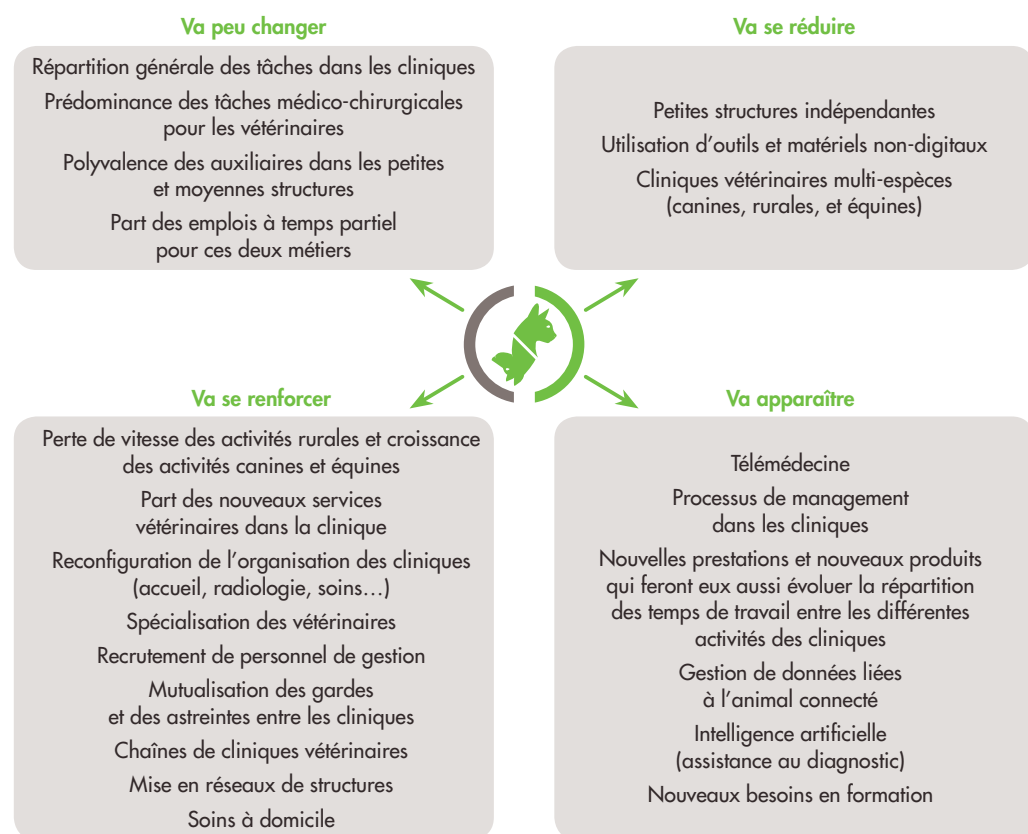 Va peu changer
Répartition générale des tâches dans les cliniques
Prédominance des tâches médico-chirurgicales
pour les vétérinaires
Polyvalence des auxiliaires dans les petites
et moyennes structures
Part des emplois à temps partiel
pour ces deux métiers
Va se réduire
Petites structures indépendantes
Utilisation d'outils et matériels non-digitaux
Cliniques vétérinaires multi-espèces
(canines, rurales, et équines)
Va se renforcer
Perte de vitesse des activités rurales et croissance
des activités canines et équines
Part des nouveaux services
vétérinaires dans la clinique
Reconfiguration de l'organisation des cliniques
(accueil, radiologie, soins…)
Spécialisation des vétérinaires
Recrutement de personnel de gestion
Mutualisation des gardes
et des astreintes entre les cliniques
Chaînes de cliniques vétérinaires
Mise en réseaux de structures
Soins à domicile
Va apparaître
Télémédecine
Processus de management
dans les cliniques
Nouvelles prestations et nouveaux produits
qui feront eux aussi évoluer la répartition
des temps de travail entre les différentes
activités des cliniques
Gestion de données liées
à l'animal connecté
Intelligence artificielle
(assistance au diagnostic)
Nouveaux besoins en formation